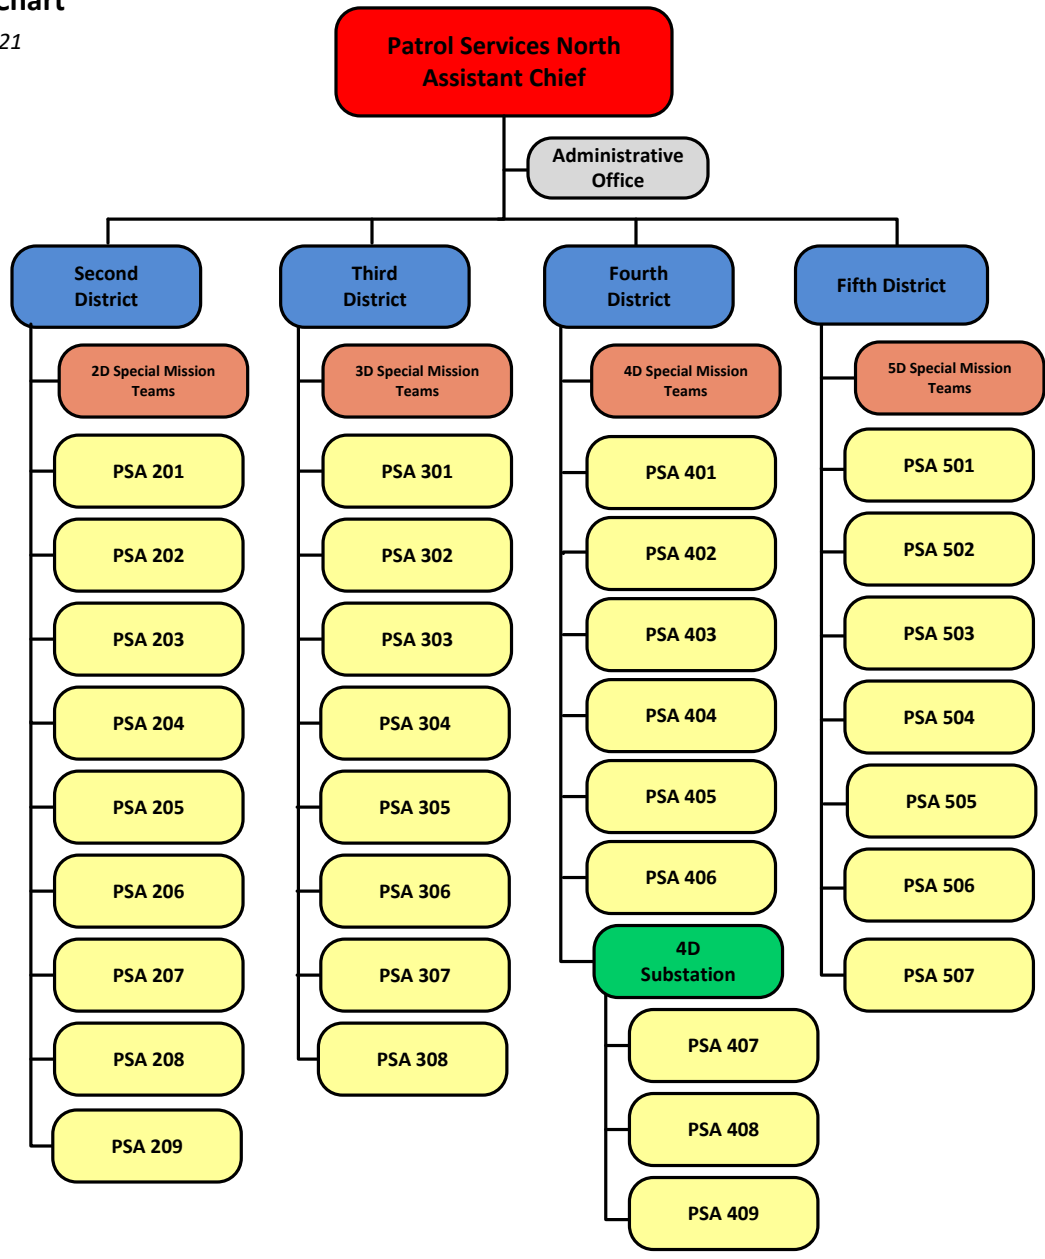 Chart
21
Patrol Services North
Assistant Chief
Administrative
Office
Second
District
2D Special Mission
Teams
PSA 201
PSA 202
PSA 203
PSA 204
PSA 205
PSA 206
PSA 207
PSA 208
PSA 209
Third
District
3D Special Mission
Teams
PSA 301
PSA 302
PSA 303
PSA 304
PSA 305
PSA 306
PSA 307
PSA 308
Fourth
District
4D Special Mission
Teams
PSA 401
PSA 402
PSA 403
PSA 404
PSA 405
PSA 406
4D
Substation
PSA 407
PSA 408
PSA 409
Fifth District
5D Special Mission
Teams
PSA 501
PSA 502
PSA 503
PSA 504
PSA 505
PSA 506
PSA 507